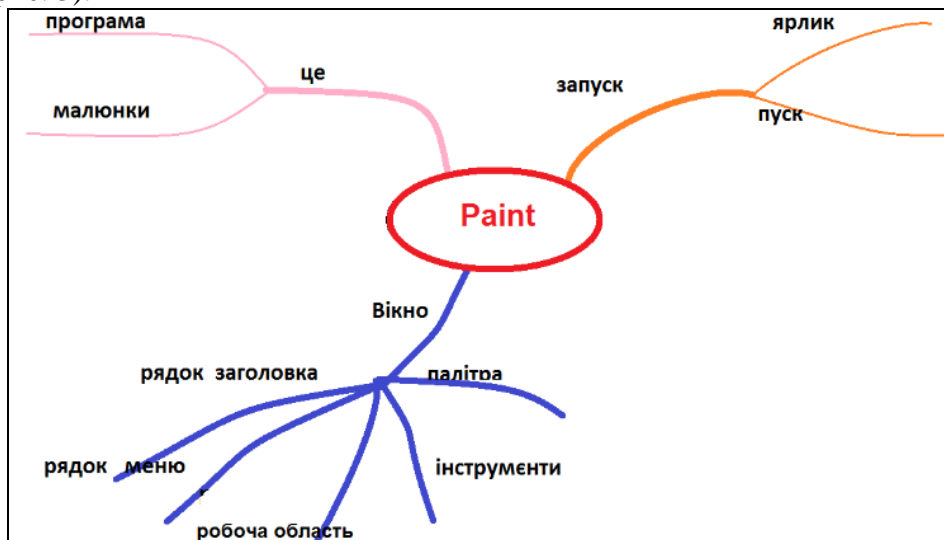 програма
ярлик
це
запуск
малюнки
пуск
Paint
Вікно
рядок заголовка
палітра
рядок меню
інструменти
робоча область